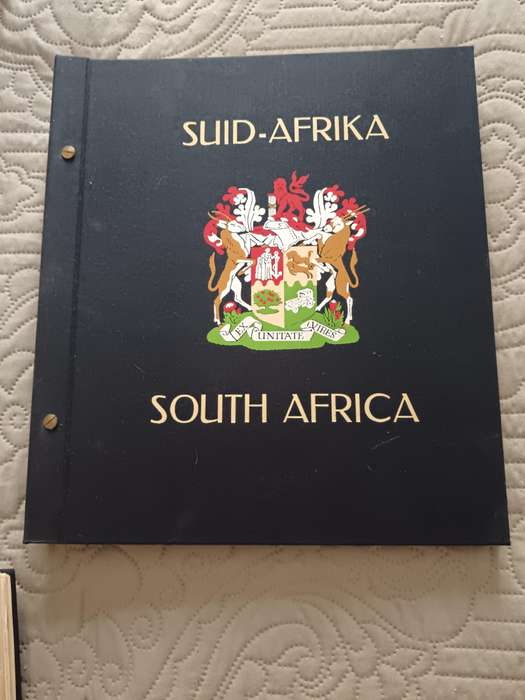 SUID-AFRIKA
EX UNITATE VIRES
SOUTH AFRICA